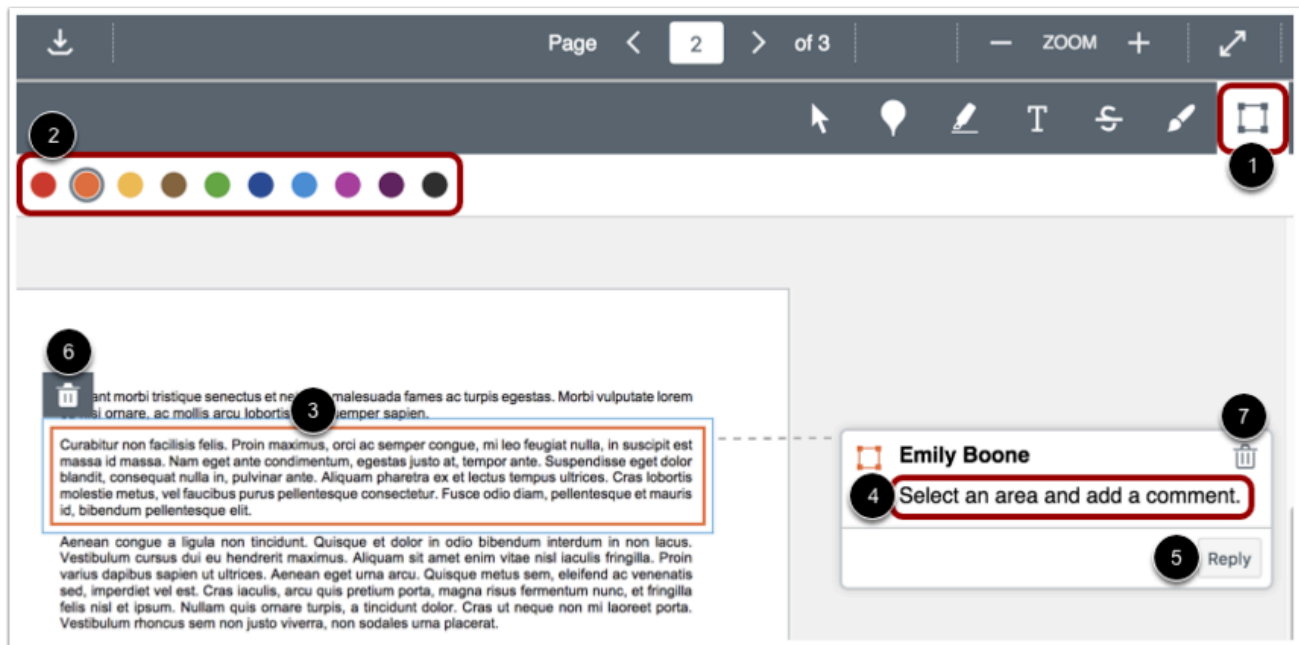 Page 2 of 3
ZOOM
T
S
1
2
6
morbi tristique senectus et malesuada fames ac turpis egestas. Morbi vulputate lorem
ornare, ac mollis arcu lobortis sapien.
3
Curabitur non facilisis felis. Proin maximus, orci ac semper congue, mi leo feugiat nulla, in suscipit est
massa id massa. Nam eget ante condimentum, egestas justo at, tempor ante. Suspendisse eget dolor
blandit, consequat nulla in, pulvinar ante. Aliquam pharetra ex et lectus tempus ultrices. Cras lobortis
molestie metus, vel faucibus purus pellentesque consectetur. Fusce odio diam, pellentesque et mauris
id, bibendum pellentesque elit.
Aenean congue a ligula non tincidunt. Quisque et dolor in odio bibendum interdum in non lacus.
Vestibulum cursus dui eu hendrerit maximus. Aliquam sit amet enim vitae nisl iaculis fringilla. Proin
varius dapibus sapien ut ultrices. Aenean eget urna arcu. Quisque metus sem, eleifend ac venenatis
sed, imperdiet vel est. Cras iaculis, arcu quis pretium porta, magna risus fermentum nunc, et fringilla
felis nisl et ipsum. Nullam quis ornare turpis, a tincidunt dolor. Cras ut neque non mi laoreet porta.
Vestibulum rhoncus sem non justo viverra, non sodales urna placerat.
7
Emily Boone
4
Select an area and add a comment.
5
Reply